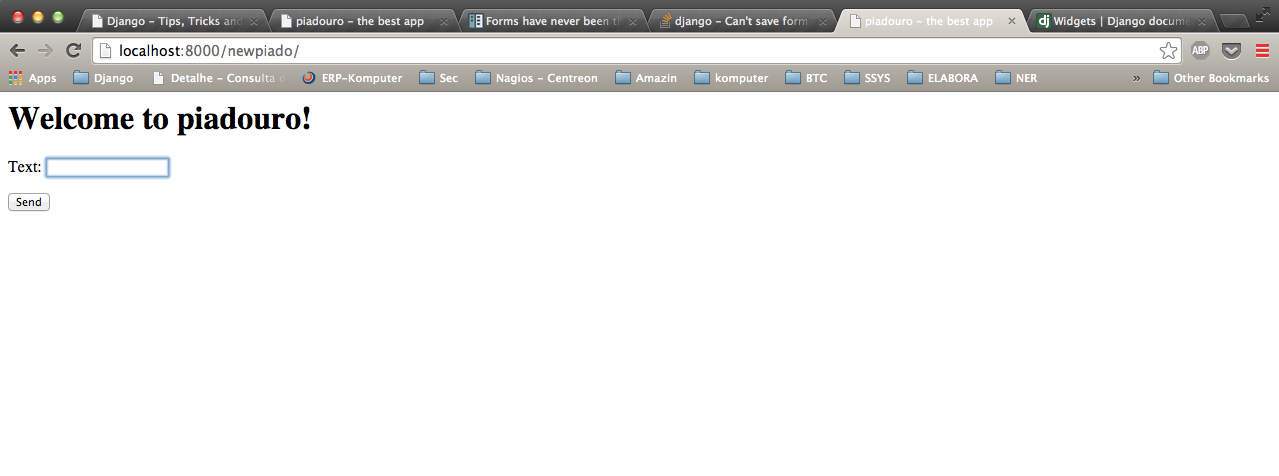 Django – Tips, Tricks and
piadouro – the best app
Forms have never been th
django – Can't save form
piadouro – the best app
Widgets | Django docume
localhost:8000/newpiado/
ABP
Apps
Django
Detalhe – Consulta d
ERP-Komputer
Sec
Nagios – Centreon
Amazin
komputer
BTC
SSYS
ELABORA
NER
»
Other Bookmarks
Welcome to piadouro!
Text:
Send